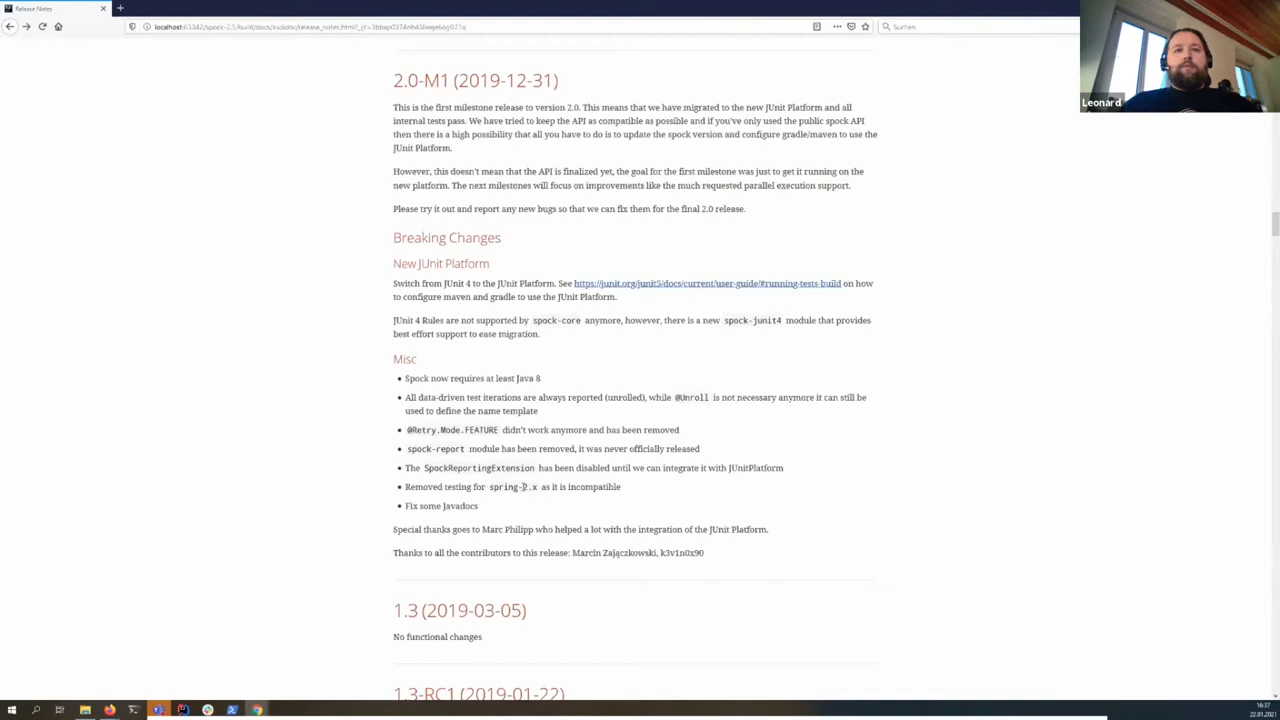 Release Notes
Suchen
Leonard
2.0-M1 (2019-12-31)
This is the first milestone release to version 2.0. This means that we have migrated to the new JUnit Platform and all
internal tests pass. We have tried to keep the API as compatible as possible and if you've only used the public spock API
then there is a high possibility that all you have to do is to update the spock version and configure gradle/maven to use the
JUnit Platform.
However, this doesn't mean that the API is finalized yet, the goal for the first milestone was just to get it running on the
new platform. The next milestones will focus on improvements like the much requested parallel execution support.
Please try it out and report any new bugs so that we can fix them for the final 2.0 release.
Breaking Changes
New JUnit Platform
Switch from JUnit 4 to the JUnit Platform. See https://junit.org/junit5/docs/current/user-guide/#running-tests-build on how
to configure maven and gradle to use the JUnit Platform.
JUnit 4 Rules are not supported by spock-core anymore, however, there is a new spock-junit4 module that provides
best effort support to ease migration.
Misc
• Spock now requires at least Java 8
• All data-driven test iterations are always reported (unrolled), while @Unroll is not necessary anymore it can still be
used to define the name template
• @Retry.Mode.FEATURE didn't work anymore and has been removed
• spock-report module has been removed, it was never officially released
• The SpockReportingExtension has been disabled until we can integrate it with JUnitPlatform
• Removed testing for spring-2.x as it is incompatible
• Fix some Javadocs
Special thanks goes to Marc Philipp who helped a lot with the integration of the JUnit Platform.
Thanks to all the contributors to this release: Marcin Zajączkowski, k3v1n0x90
1.3 (2019-03-05)
No functional changes
1.3-RC1 (2019-01-22)
16:37
22.01.2021